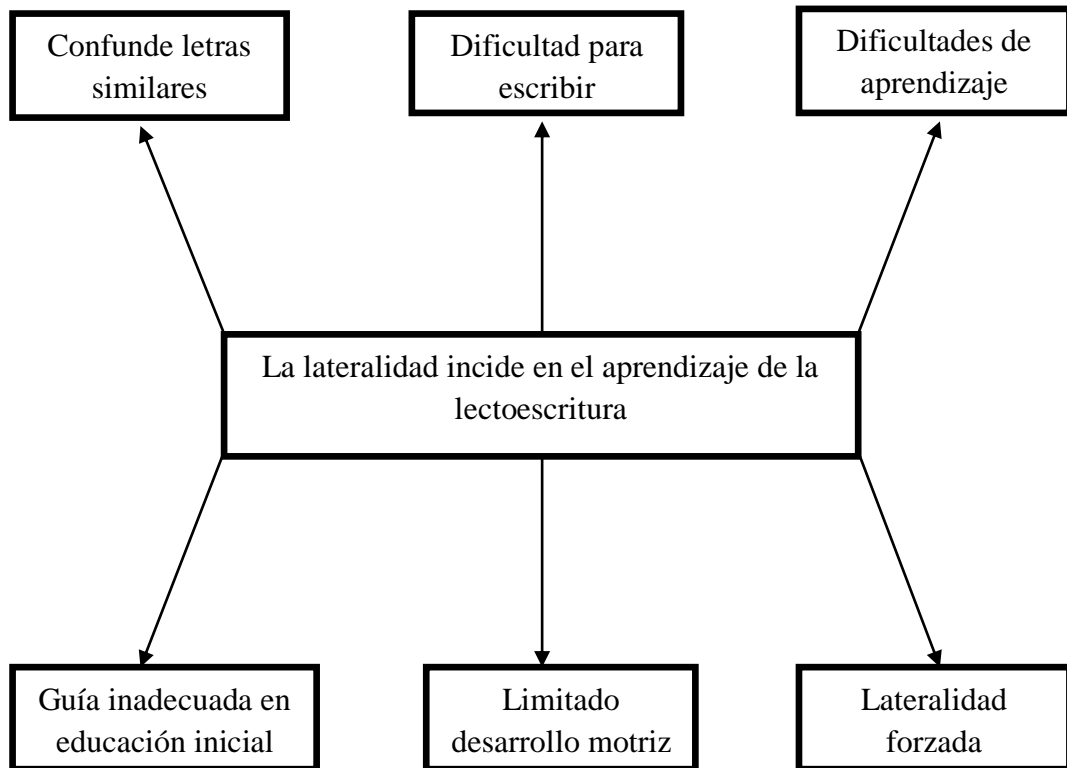 Confunde letras
similares
Dificultad para
escribir
Dificultades de
aprendizaje
La lateralidad incide en el aprendizaje de la
lectoescritura
Guía inadecuada en
educación inicial
Limitado
desarrollo motriz
Lateralidad
forzada